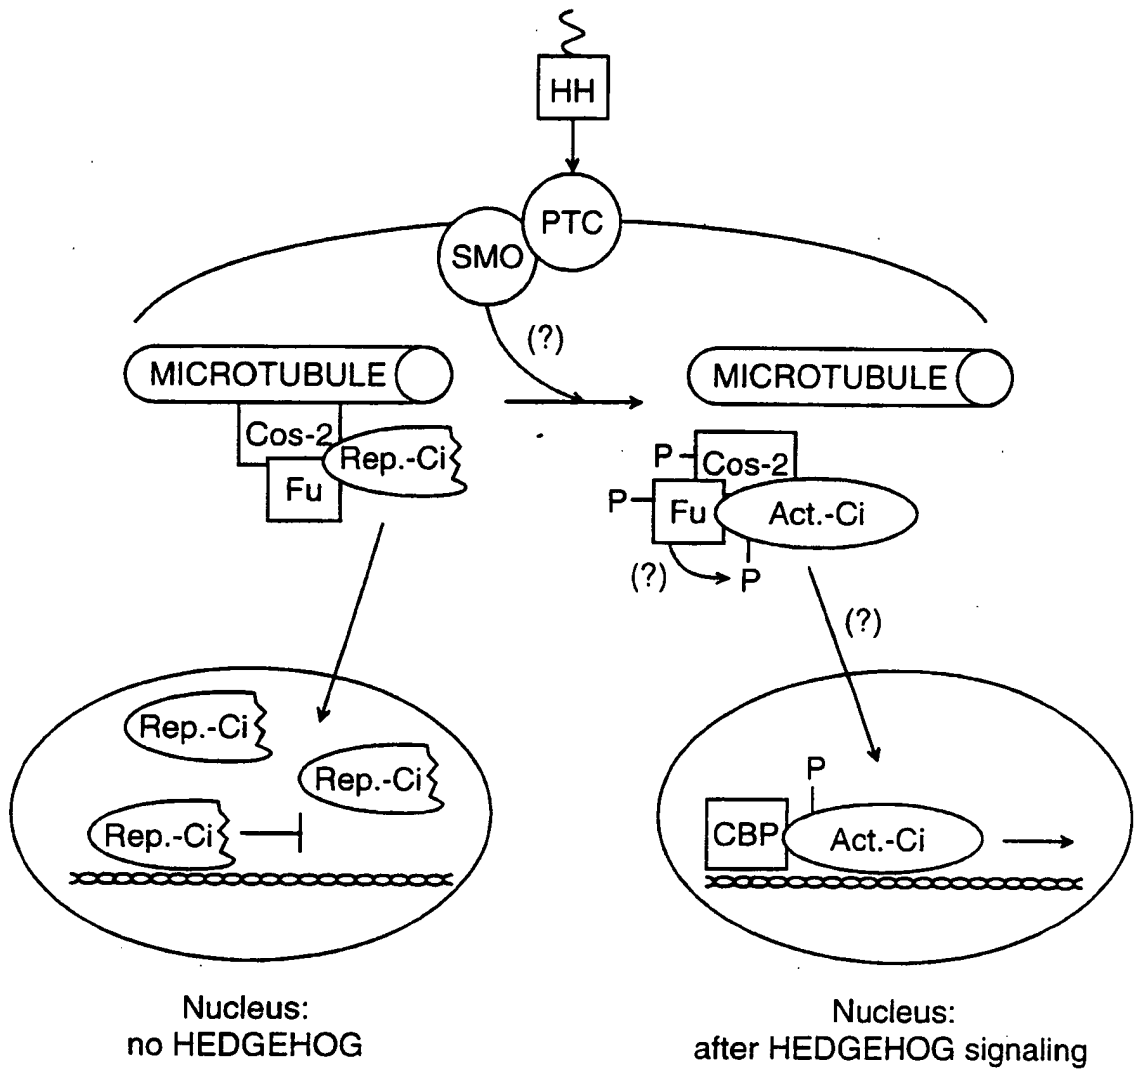 HH
PTC
SMO
(?)
MICROTUBULE
MICROTUBULE
Cos-2
Rep.-Ci
Fu
P
Cos-2
P
Fu
Act.-Ci
(?)
P
(?)
Rep.-Ci
Rep.-Ci
Rep.-Ci
P
CBP
Act.-Ci
Nucleus:
no HEDGEHOG
Nucleus:
after HEDGEHOG signaling